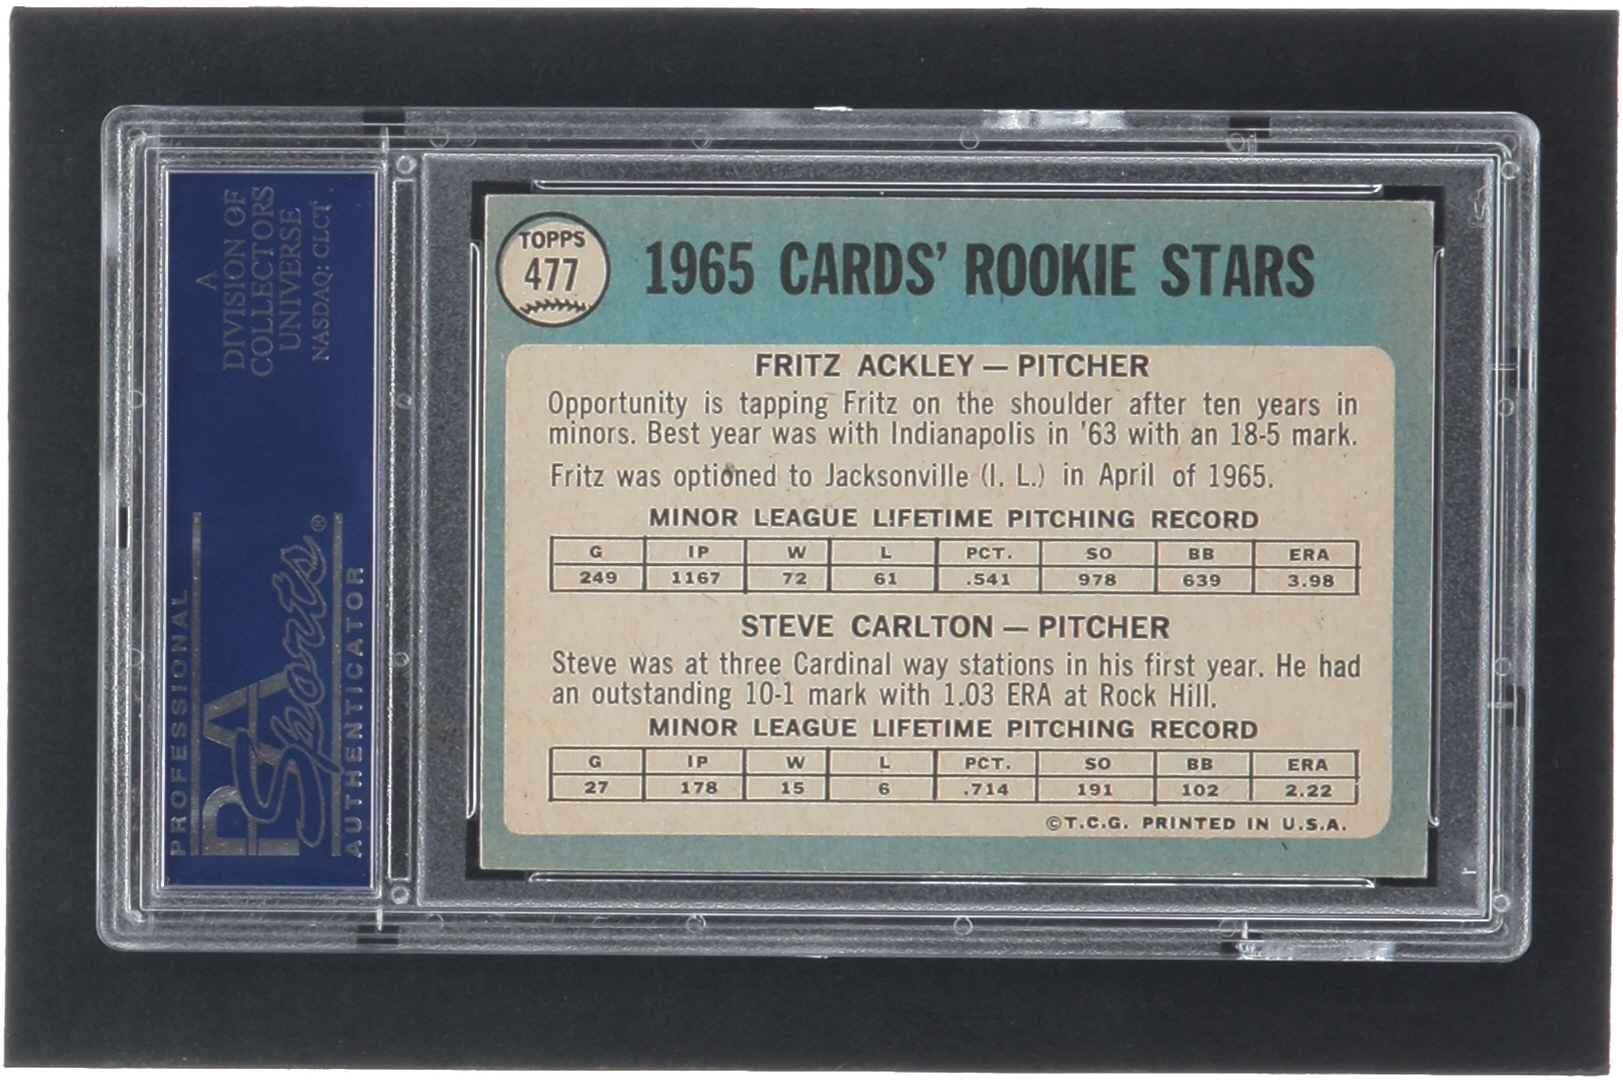 A
DIVISION OF
COLLECTORS
UNIVERSE
NASDAQ: CLCT
PROFESSIONAL
PSA
Sports®
AUTHENTICATOR
TOPPS
477
1965 CARDS' ROOKIE STARS
FRITZ ACKLEY — PITCHER
Opportunity is tapping Fritz on the shoulder after ten years in
minors. Best year was with Indianapolis in '63 with an 18-5 mark.
Fritz was optioned to Jacksonville (I. L.) in April of 1965.
MINOR LEAGUE LIFETIME PITCHING RECORD
G IP W L PCT. SO BB ERA
249 1167 72 61 .541 978 639 3.98
STEVE CARLTON — PITCHER
Steve was at three Cardinal way stations in his first year. He had
an outstanding 10-1 mark with 1.03 ERA at Rock Hill.
MINOR LEAGUE LIFETIME PITCHING RECORD
G IP W L PCT. SO BB ERA
27 178 15 6 .714 191 102 2.22
©T.C.G. PRINTED IN U.S.A.